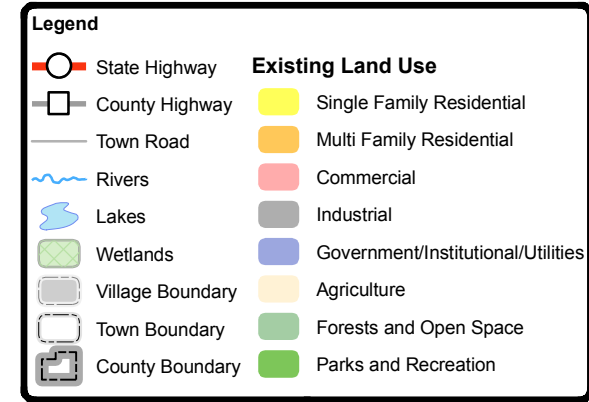 Legend
State Highway
County Highway
Town Road
Rivers
Lakes
Wetlands
Village Boundary
Town Boundary
County Boundary
Existing Land Use
Single Family Residential
Multi Family Residential
Commercial
Industrial
Government/Institutional/Utilities
Agriculture
Forests and Open Space
Parks and Recreation